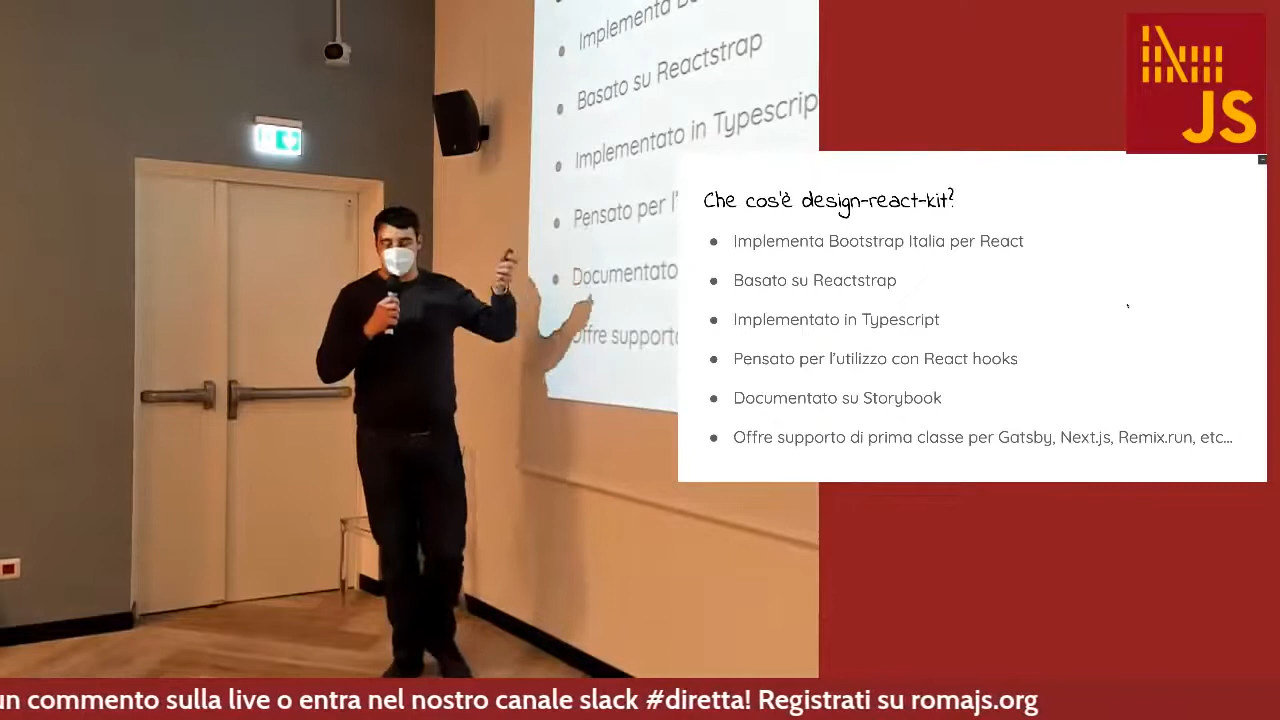 Implementa Bo
Basato su Reactstrap
Implementato in Typescrip
Pensato per l'
Documentato
Offre supporto
JS
Che cos'è design-react-kit?
Implementa Bootstrap Italia per React
Basato su Reactstrap
Implementato in Typescript
Pensato per l'utilizzo con React hooks
Documentato su Storybook
Offre supporto di prima classe per Gatsby, Next.js, Remix.run, etc...
un commento sulla live o entra nel nostro canale slack #diretta! Registrati su romajs.org